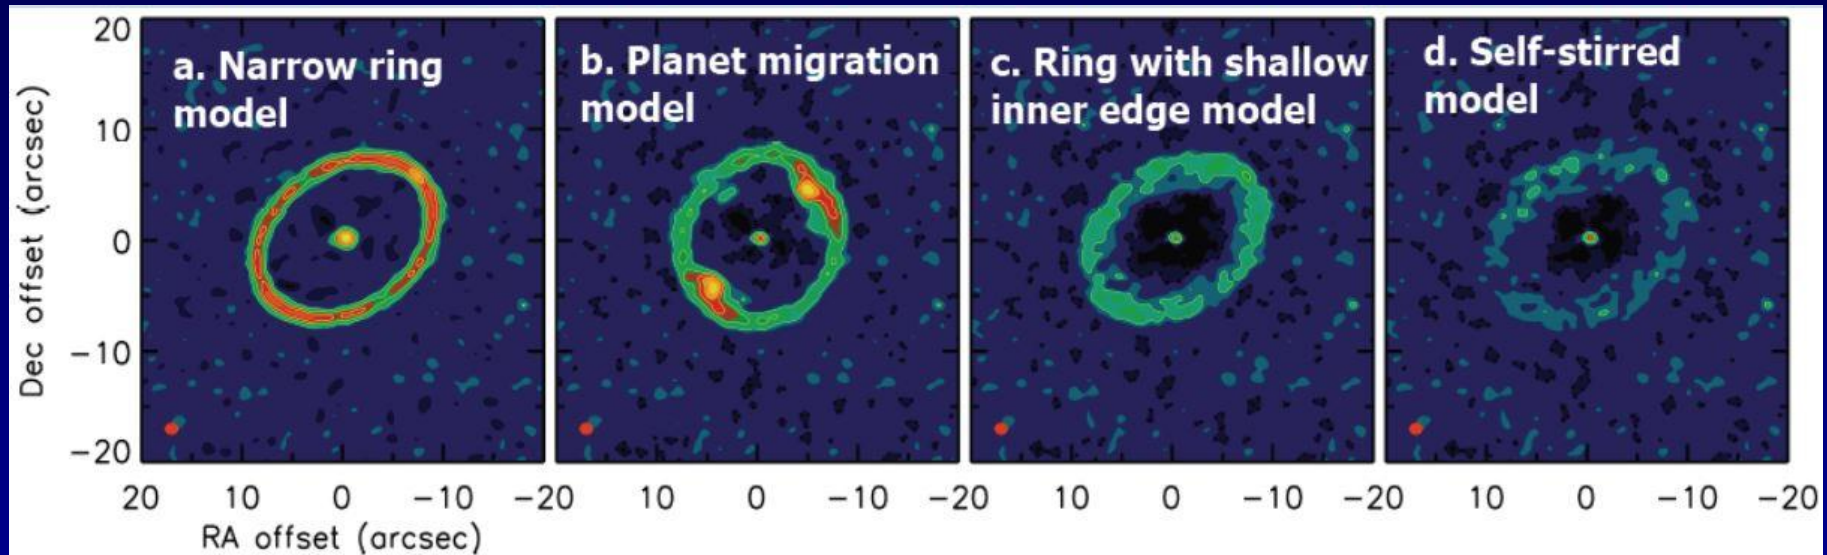 a. Narrow ring
model
b. Planet migration
model
c. Ring with shallow
inner edge model
d. Self-stirred
model
20
10
0
−10
−20
Dec offset (arcsec)
20 10 0 −10 −20 10 0 −10 −20 10 0 −10 −20 10 0 −10 −20
RA offset (arcsec)